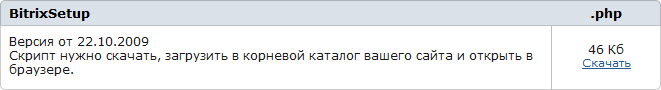 BitrixSetup .php
Версия от 22.10.2009
Скрипт нужно скачать, загрузить в корневой каталог вашего сайта и открыть в
браузере.
46 Кб
Скачать